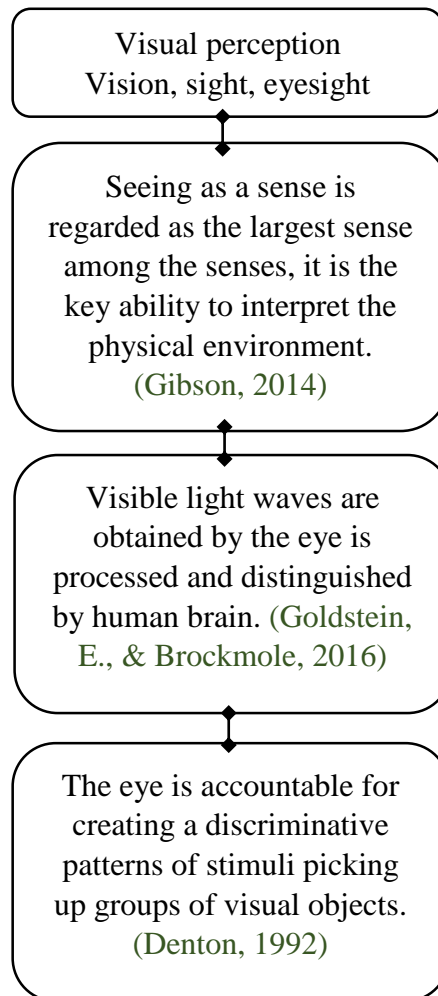 Visual perception
Vision, sight, eyesight
Seeing as a sense is
regarded as the largest sense
among the senses, it is the
key ability to interpret the
physical environment.
(Gibson, 2014)
Visible light waves are
obtained by the eye is
processed and distinguished
by human brain. (Goldstein,
E., & Brockmole, 2016)
The eye is accountable for
creating a discriminative
patterns of stimuli picking
up groups of visual objects.
(Denton, 1992)